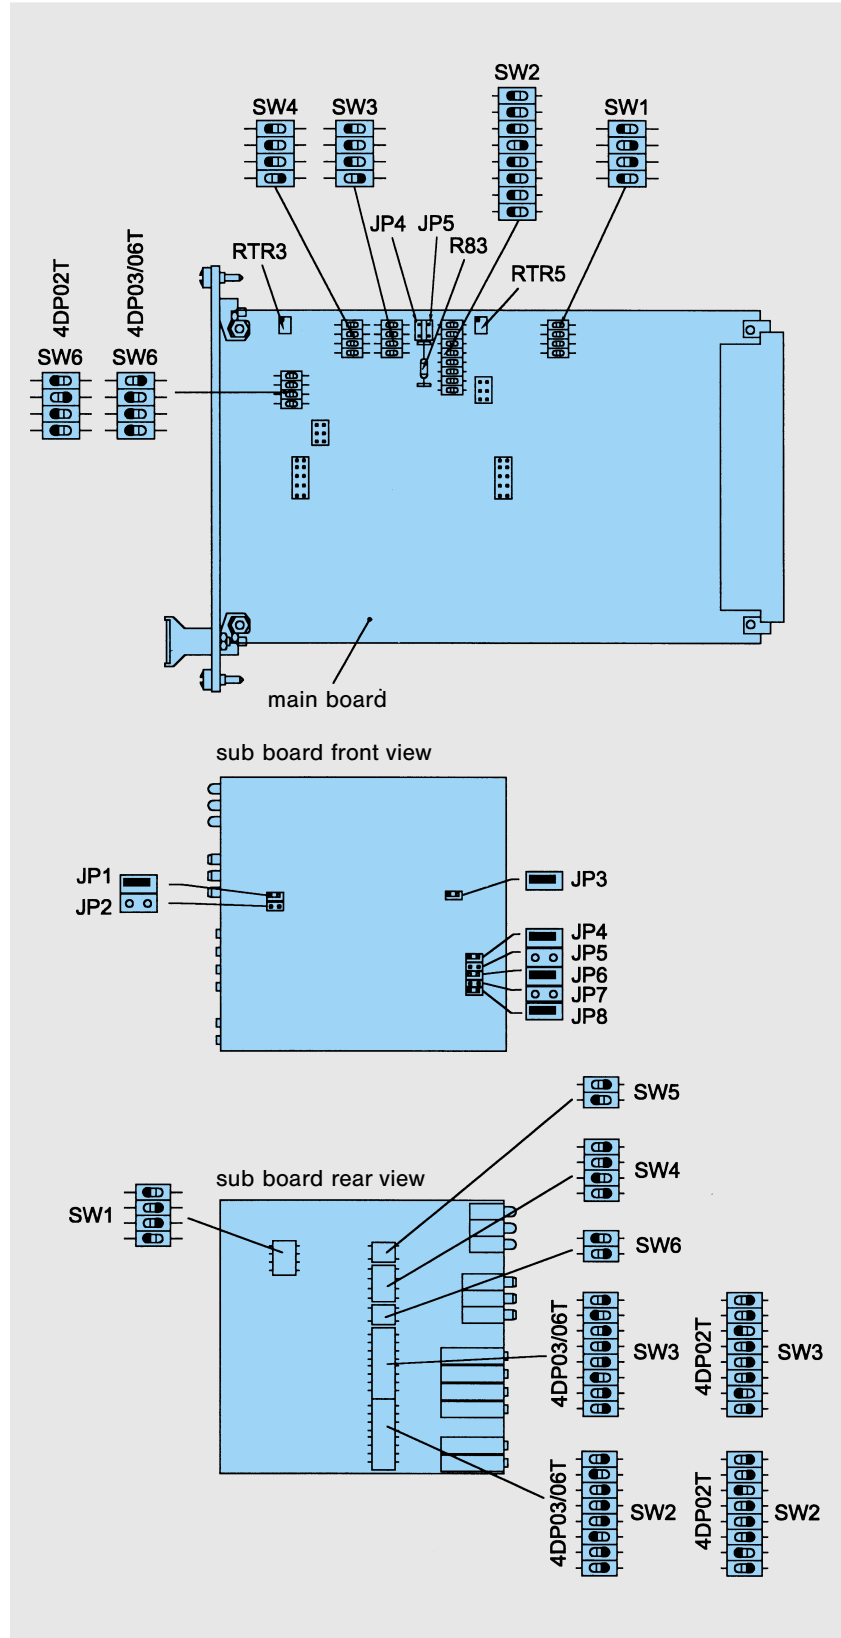 SW2
SW4
SW3
SW1
JP4
JP5
R83
RTR3
RTR5
4DP02T
4DP03/06T
SW6
SW6
main board
sub board front view
JP1
JP2
JP3
JP4
JP5
JP6
JP7
JP8
SW5
sub board rear view
SW4
SW1
SW6
4DP03/06T
SW3
4DP02T
SW3
4DP03/06T
SW2
4DP02T
SW2